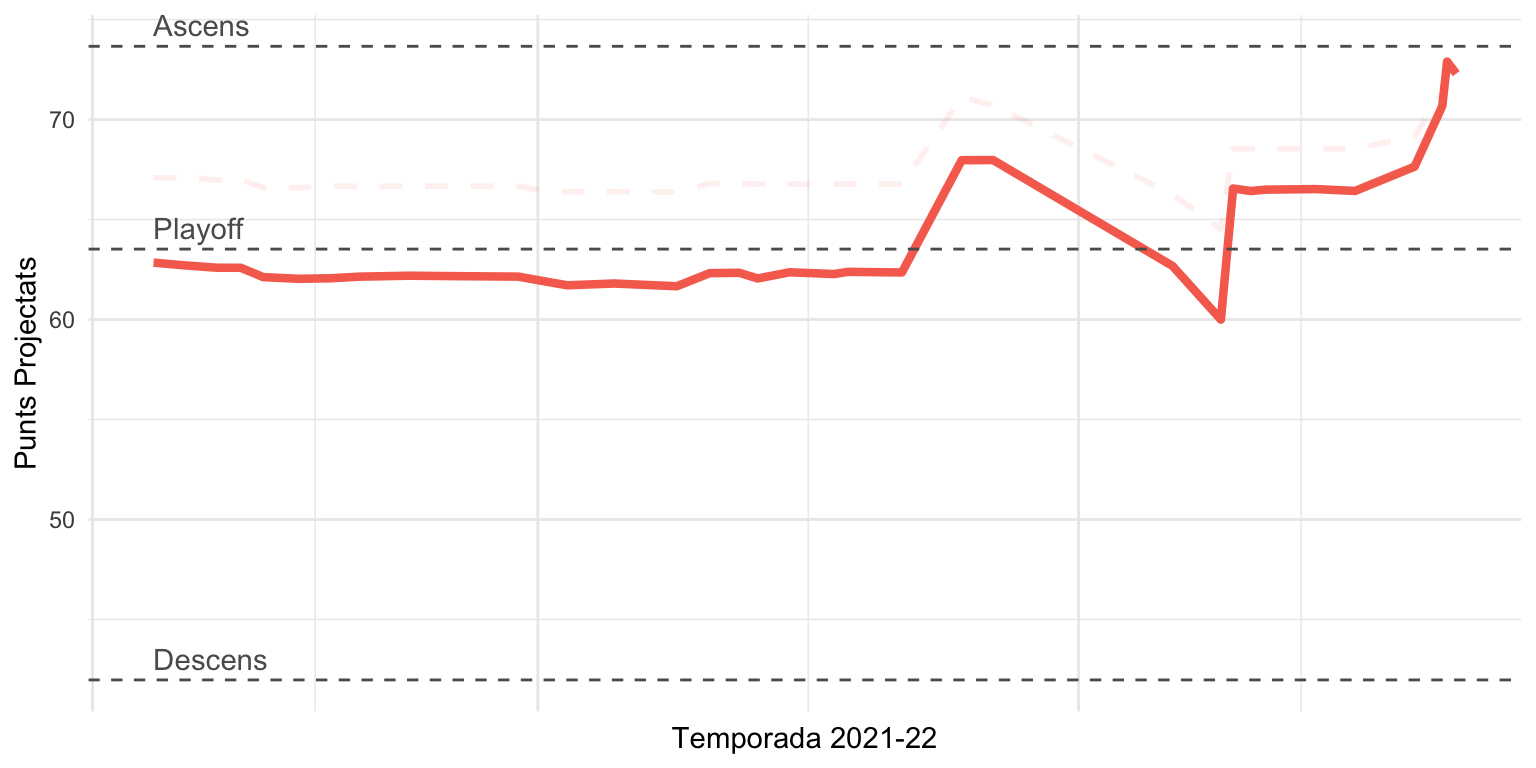 Ascens
70
Playoff
60
Punts Projectats
50
Descens
Temporada 2021-22